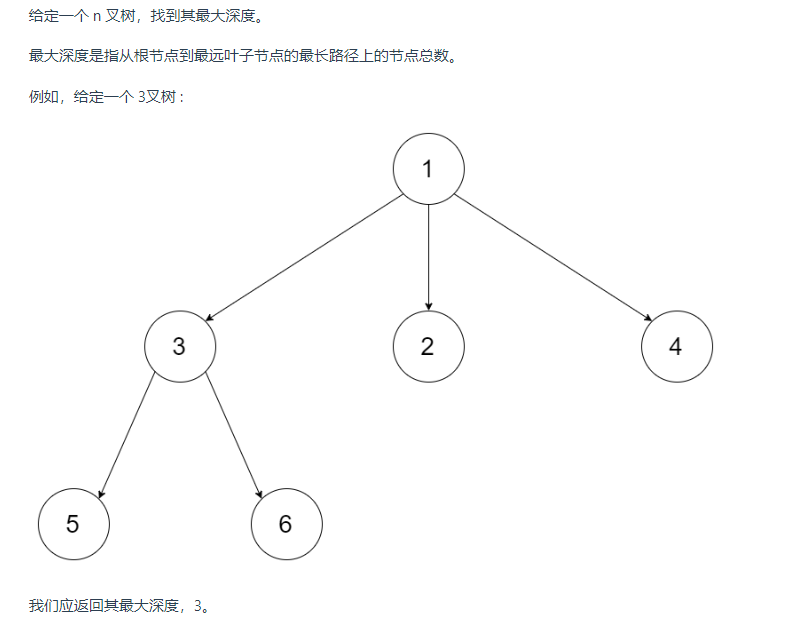 给定一个 n 叉树，找到其最大深度。
最大深度是指从根节点到最远叶子节点的最长路径上的节点总数。
例如，给定一个 3叉树 :
1
3
2
4
5
6
我们应返回其最大深度，3。